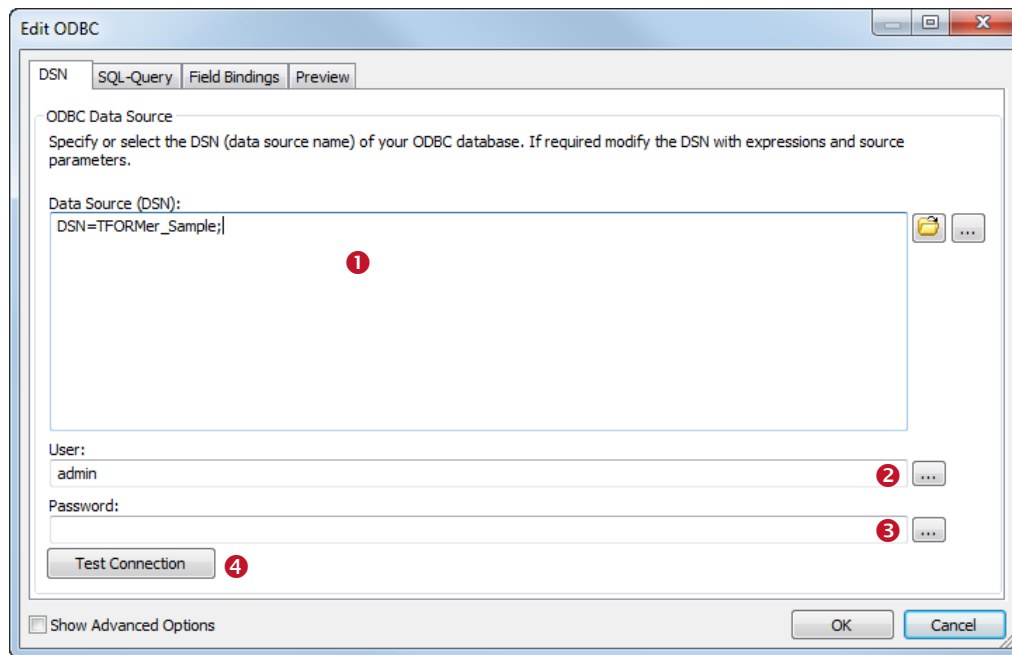 Edit ODBC
DSN SQL-Query Field Bindings Preview
ODBC Data Source
Specify or select the DSN (data source name) of your ODBC database. If required modify the DSN with expressions and source
parameters.
Data Source (DSN):
DSN=TFORMer_Sample;
...
1
User:
admin
2
...
Password:
3
...
Test Connection
4
Show Advanced Options
OK
Cancel